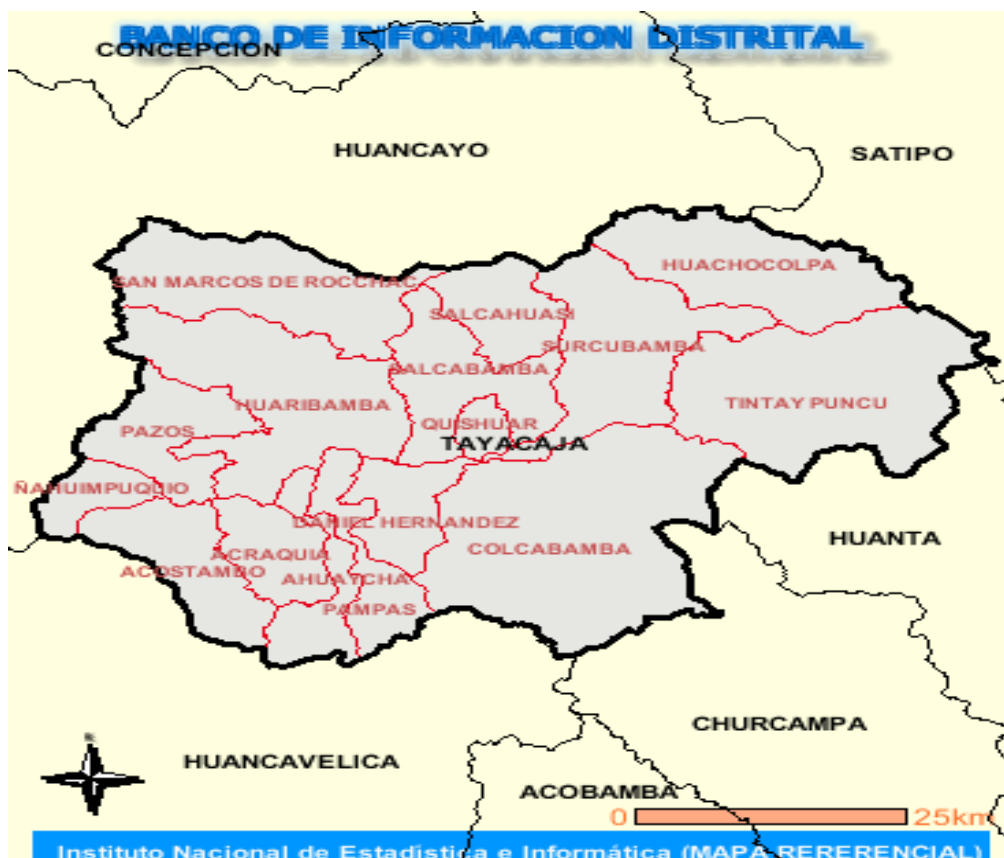 BANCO DE INFORMACION DISTRITAL
CONCEPCION
HUANCAYO
SATIPO
HUACHOCOLPA
SAN MARCOS DE ROCCHAC
SALCAHUASI
SURCUBAMBA
SALCABAMBA
HUARIBAMBA
TINTAY PUNCU
QUISHUAR
PAZOS
TAYACAJA
ÑAHUIMPUQUIO
DANIEL HERNANDEZ
HUANTA
COLCABAMBA
ACRAQUIA
ACOSTAMBO
AHUAYCHA
PAMPAS
CHURCAMPA
HUANCAVELICA
ACOBAMBA
0 25km
Instituto Nacional de Estadística e Informática (MAPA RERERENCIAL)